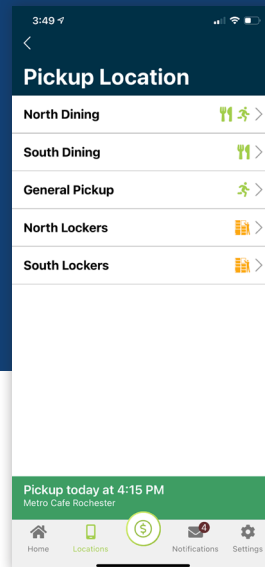 3:49
Pickup Location
North Dining
South Dining
General Pickup
North Lockers
South Lockers
Pickup today at 4:15 PM
Metro Cafe Rochester
$
4
Home Locations Notifications Settings